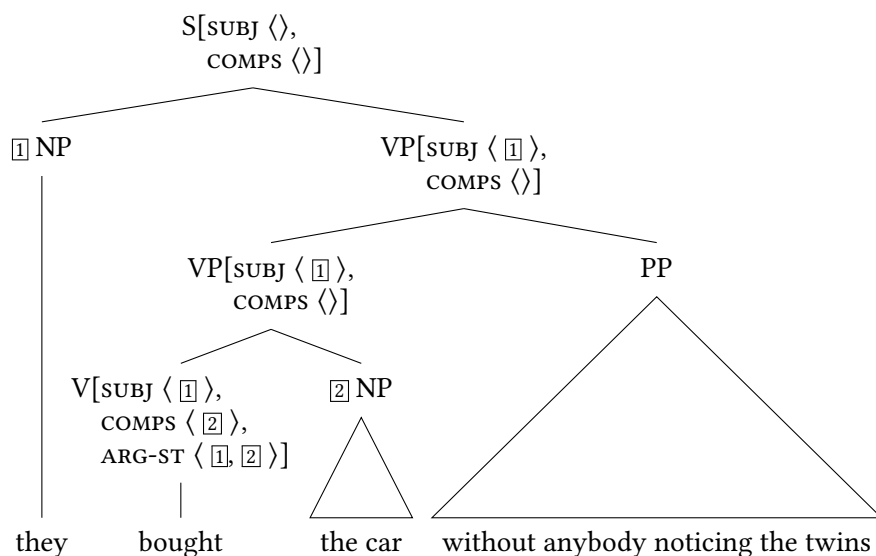 S[SUBJ ⟨⟩,
COMPS ⟨⟩]
1 NP VP[SUBJ ⟨ 1 ⟩,
COMPS ⟨⟩]
VP[SUBJ ⟨ 1 ⟩, PP
COMPS ⟨⟩]
V[SUBJ ⟨ 1 ⟩, 2 NP
COMPS ⟨ 2 ⟩,
ARG-ST ⟨ 1, 2 ⟩]
they bought the car without anybody noticing the twins